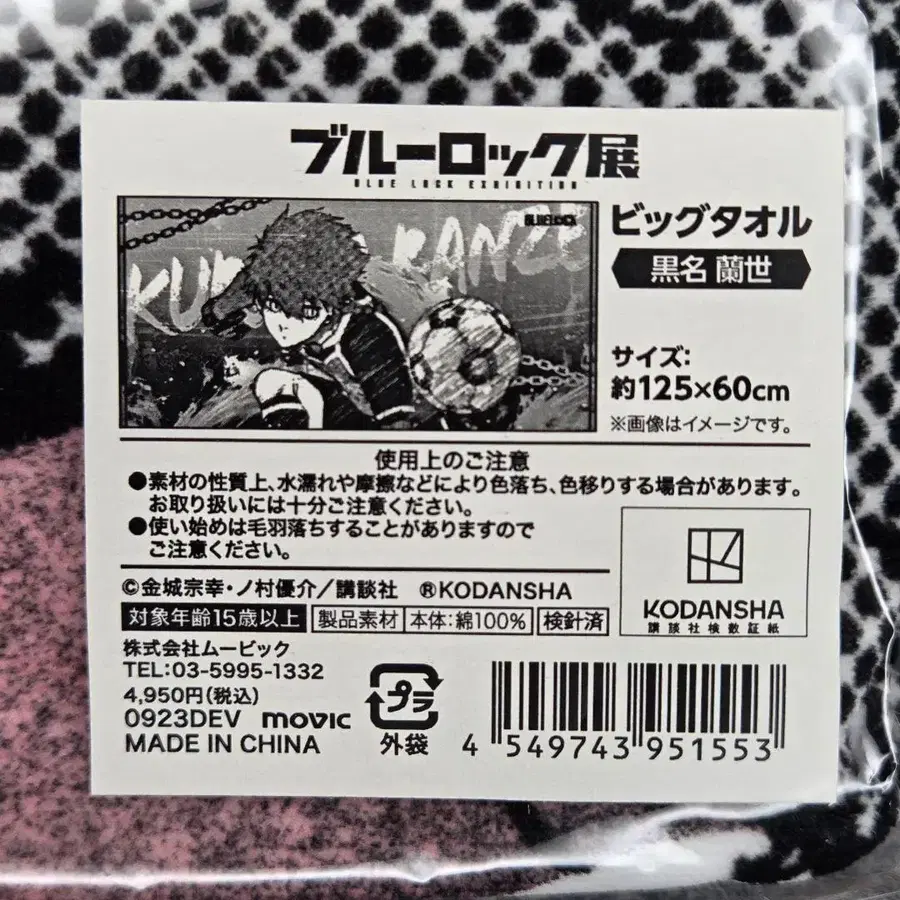 ブルーロック展
BLUE LOCK EXHIBITION
BLUELOCK
ビッグタオル
黒名 蘭世
サイズ:
約125×60cm
※画像はイメージです。
使用上のご注意
●素材の性質上、水濡れや摩擦などにより色落ち、色移りする場合があります。
お取り扱いには十分ご注意ください。
●使い始めは毛羽落ちすることがありますので
ご注意ください。
©金城宗幸・ノ村優介/講談社 ®KODANSHA
対象年齢15歳以上 製品素材 本体:綿100% 検針済
KODANSHA
講談社検数証紙
株式会社ムービック
TEL:03-5995-1332
4,950円(税込)
0923DEV movic
MADE IN CHINA
プラ
外袋
4 549743 951553